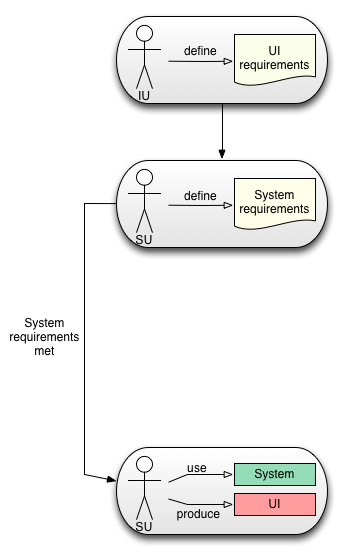 define
UI
requirements
IU
define
System
requirements
SU
System
requirements
met
use
System
UI
produce
SU